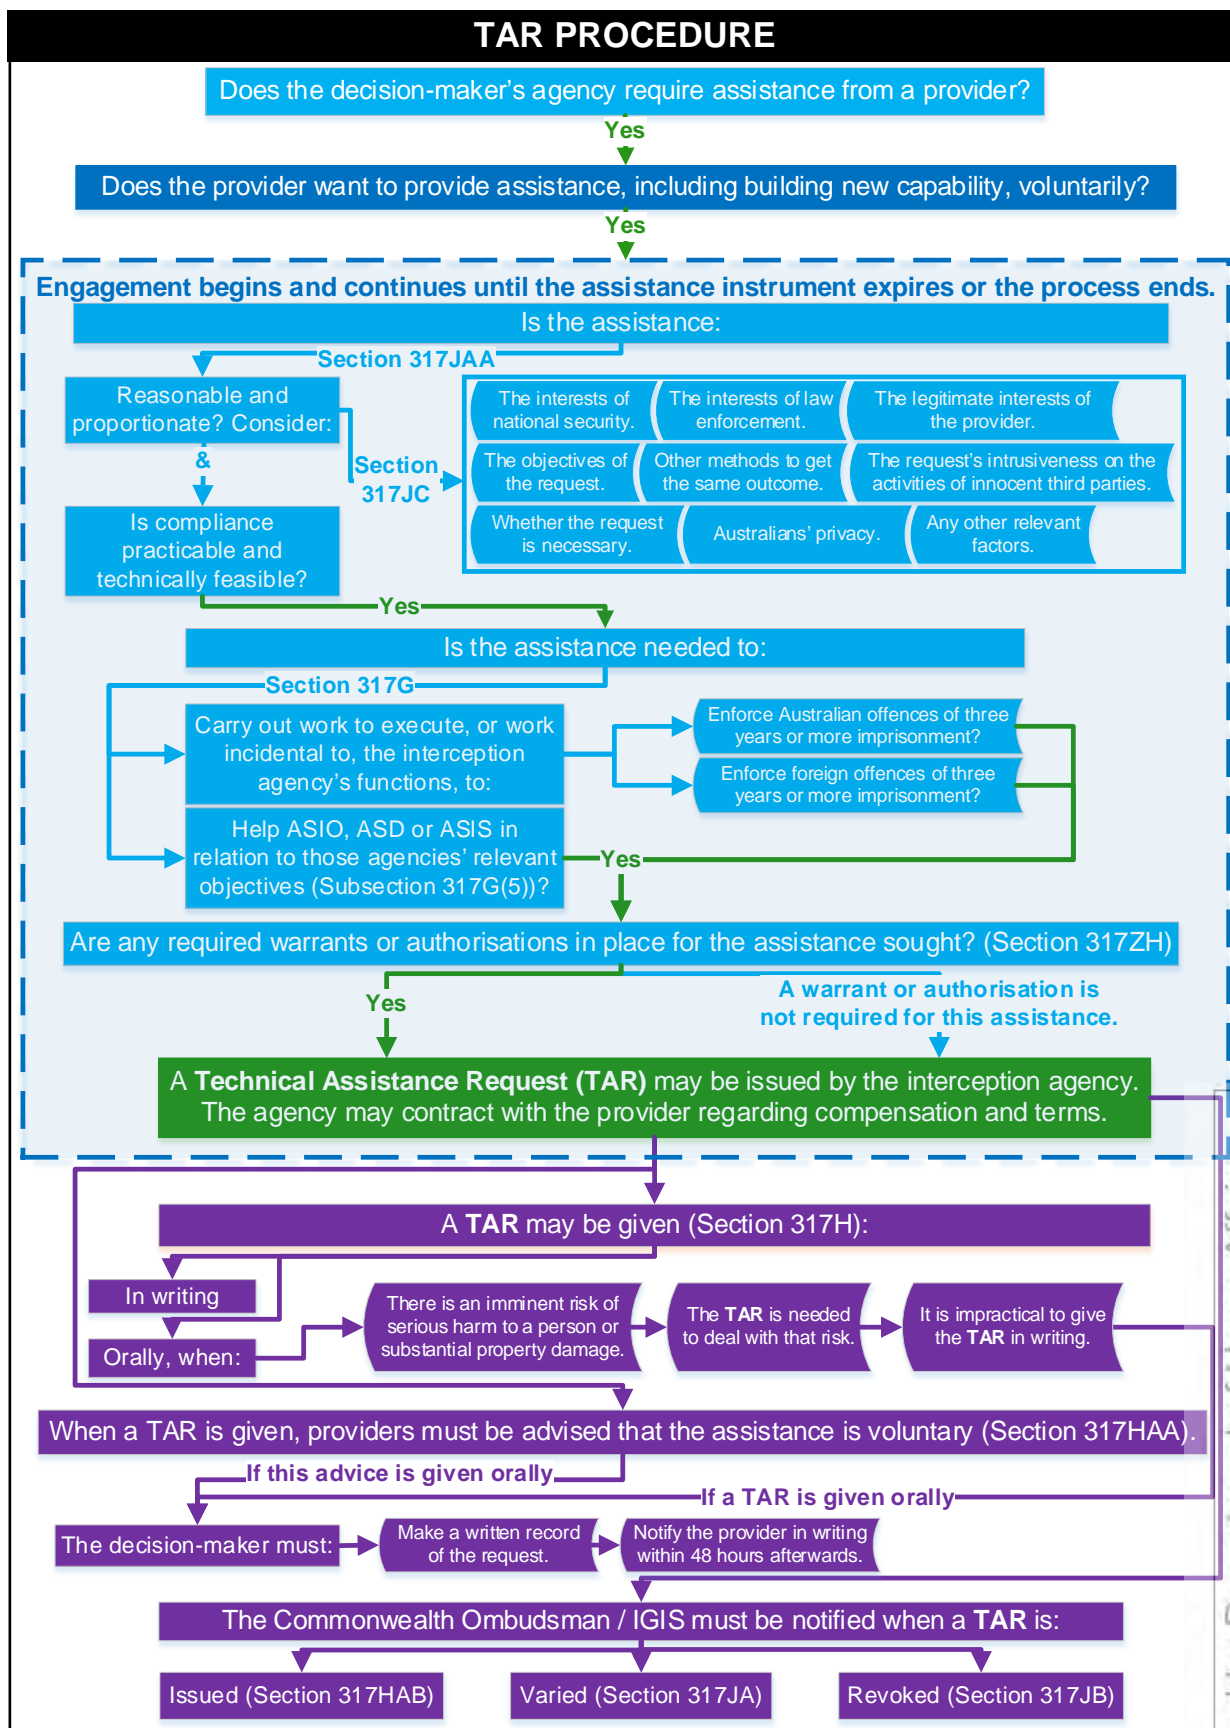 TAR PROCEDURE
Does the decision-maker's agency require assistance from a provider?
Yes
Does the provider want to provide assistance, including building new capability, voluntarily?
Yes
Engagement begins and continues until the assistance instrument expires or the process ends.
Is the assistance:
Section 317JAA
Reasonable and
proportionate? Consider:
&
Is compliance
practicable and
technically feasible?
Section
317JC
The interests of
national security.
The interests of law
enforcement.
The legitimate interests of
the provider.
The objectives of
the request.
Other methods to get
the same outcome.
The request's intrusiveness on the
activities of innocent third parties.
Whether the request
is necessary.
Australians' privacy.
Any other relevant
factors.
Yes
Is the assistance needed to:
Section 317G
Carry out work to execute, or work
incidental to, the interception
agency's functions, to:
Enforce Australian offences of three
years or more imprisonment?
Enforce foreign offences of three
years or more imprisonment?
Help ASIO, ASD or ASIS in
relation to those agencies' relevant
objectives (Subsection 317G(5))?
Yes
Are any required warrants or authorisations in place for the assistance sought? (Section 317ZH)
Yes
A warrant or authorisation is
not required for this assistance.
A Technical Assistance Request (TAR) may be issued by the interception agency.
The agency may contract with the provider regarding compensation and terms.
A TAR may be given (Section 317H):
In writing
Orally, when:
There is an imminent risk of
serious harm to a person or
substantial property damage.
The TAR is needed
to deal with that risk.
It is impractical to give
the TAR in writing.
When a TAR is given, providers must be advised that the assistance is voluntary (Section 317HAA).
If this advice is given orally
If a TAR is given orally
The decision-maker must:
Make a written record
of the request.
Notify the provider in writing
within 48 hours afterwards.
The Commonwealth Ombudsman / IGIS must be notified when a TAR is:
Issued (Section 317HAB)
Varied (Section 317JA)
Revoked (Section 317JB)